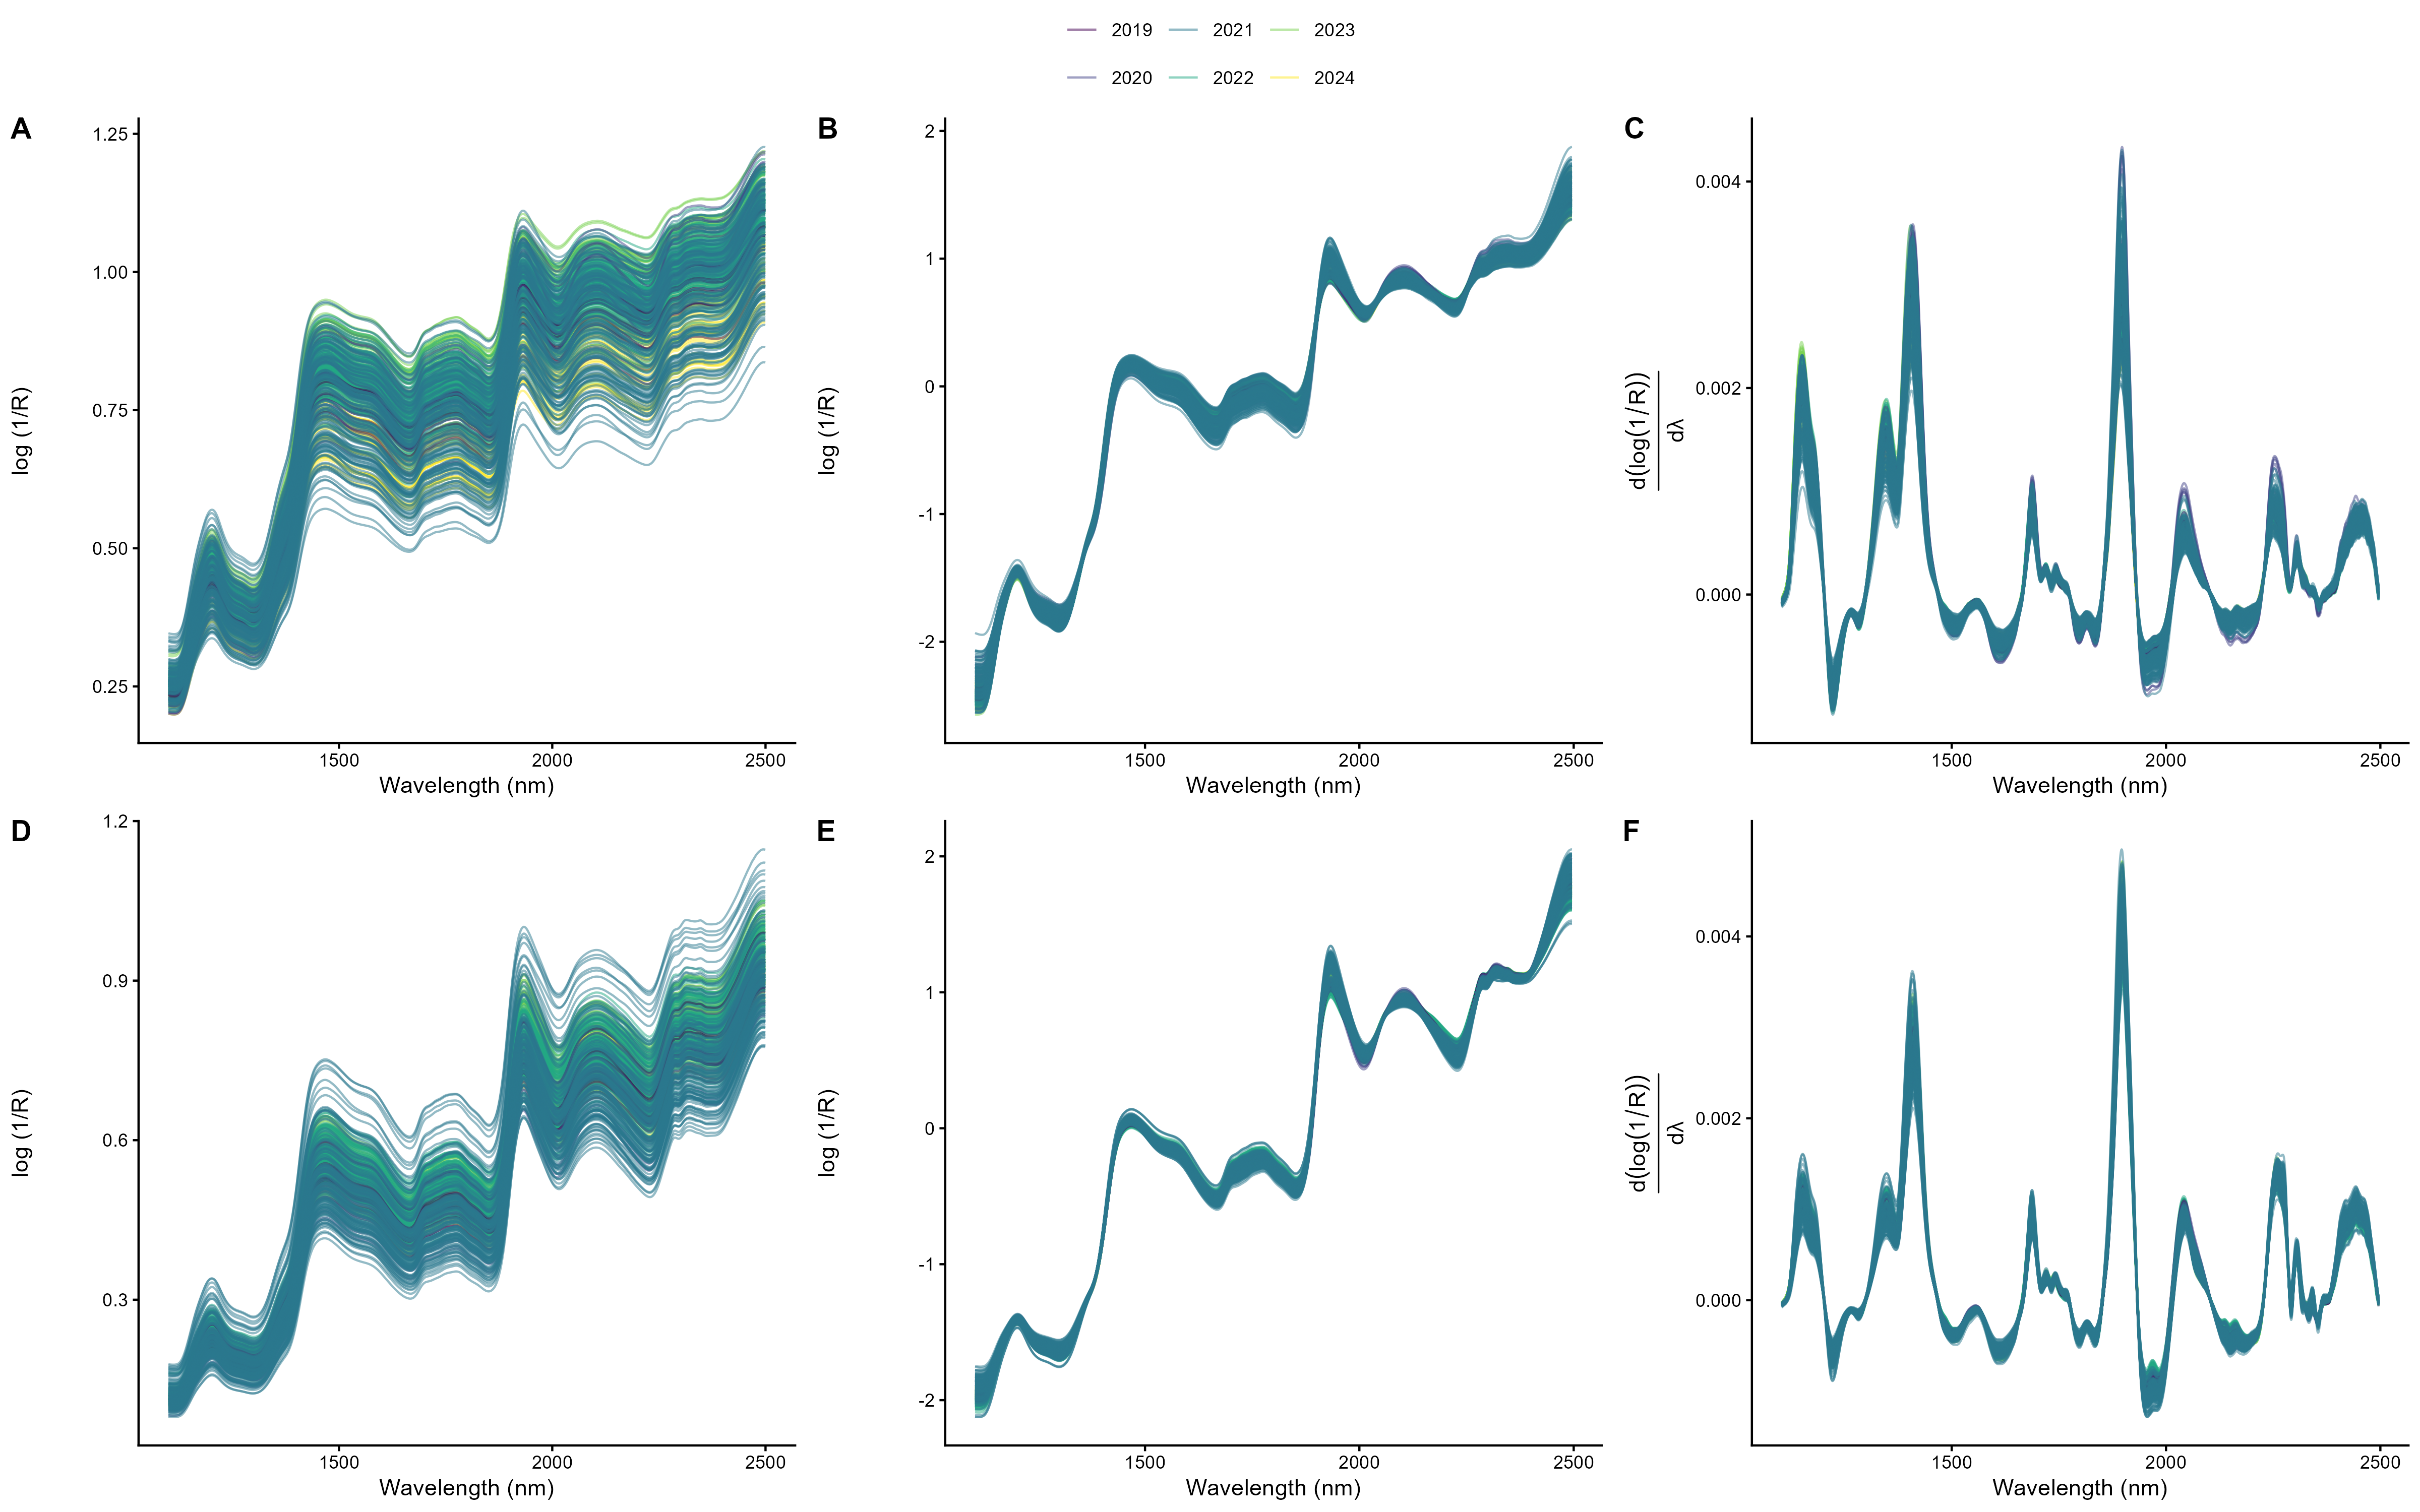 2019 2021 2023
2020 2022 2024
A
1.25
1.00
0.75
0.50
0.25
log (1/R)
1500 2000 2500
Wavelength (nm)
B
2
1
0
-1
-2
log (1/R)
1500 2000 2500
Wavelength (nm)
C
0.004
0.002
0.000
d(log(1/R))
dλ
1500 2000 2500
Wavelength (nm)
D
1.2
0.9
0.6
0.3
log (1/R)
1500 2000 2500
Wavelength (nm)
E
2
1
0
-1
-2
log (1/R)
1500 2000 2500
Wavelength (nm)
F
0.004
0.002
0.000
d(log(1/R))
dλ
1500 2000 2500
Wavelength (nm)